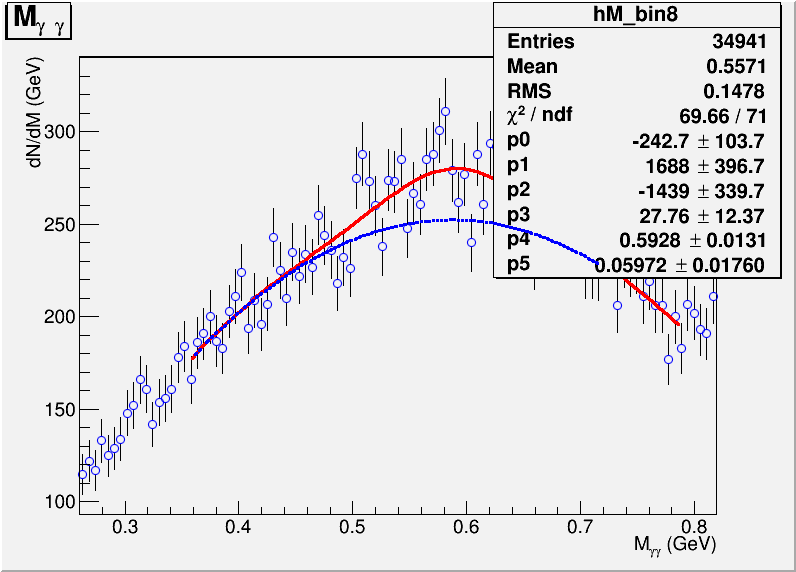 M γ γ
hM_bin8
Entries 34941
Mean 0.5571
RMS 0.1478
χ² / ndf 69.66 / 71
p0 -242.7 ± 103.7
p1 1688 ± 396.7
p2 -1439 ± 339.7
p3 27.76 ± 12.37
p4 0.5928 ± 0.0131
p5 0.05972 ± 0.01760
dN/dM (GeV)
300
250
200
150
100
0.3 0.4 0.5 0.6 0.7 0.8
Mγγ (GeV)